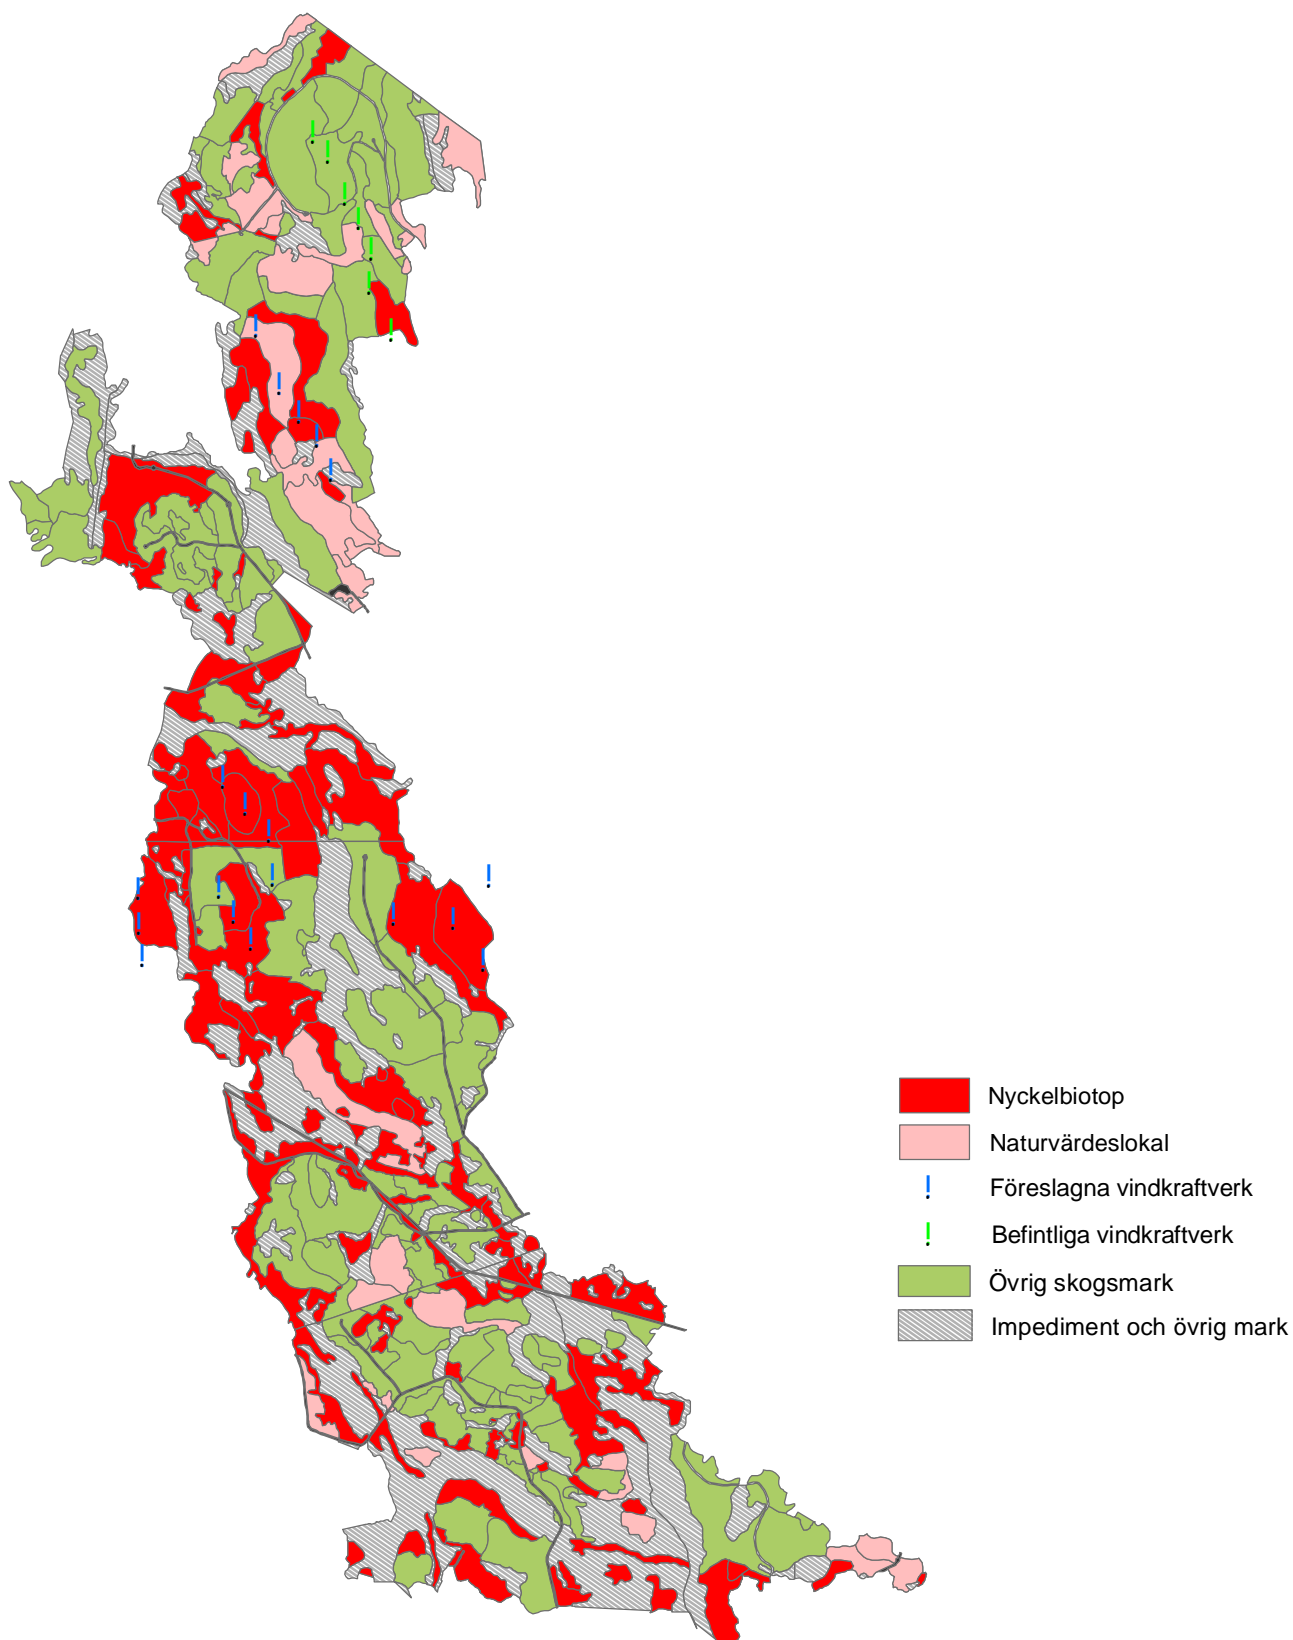 Nyckelbiotop
Naturvärdeslokal
Föreslagna vindkraftverk
Befintliga vindkraftverk
Övrig skogsmark
Impediment och övrig mark